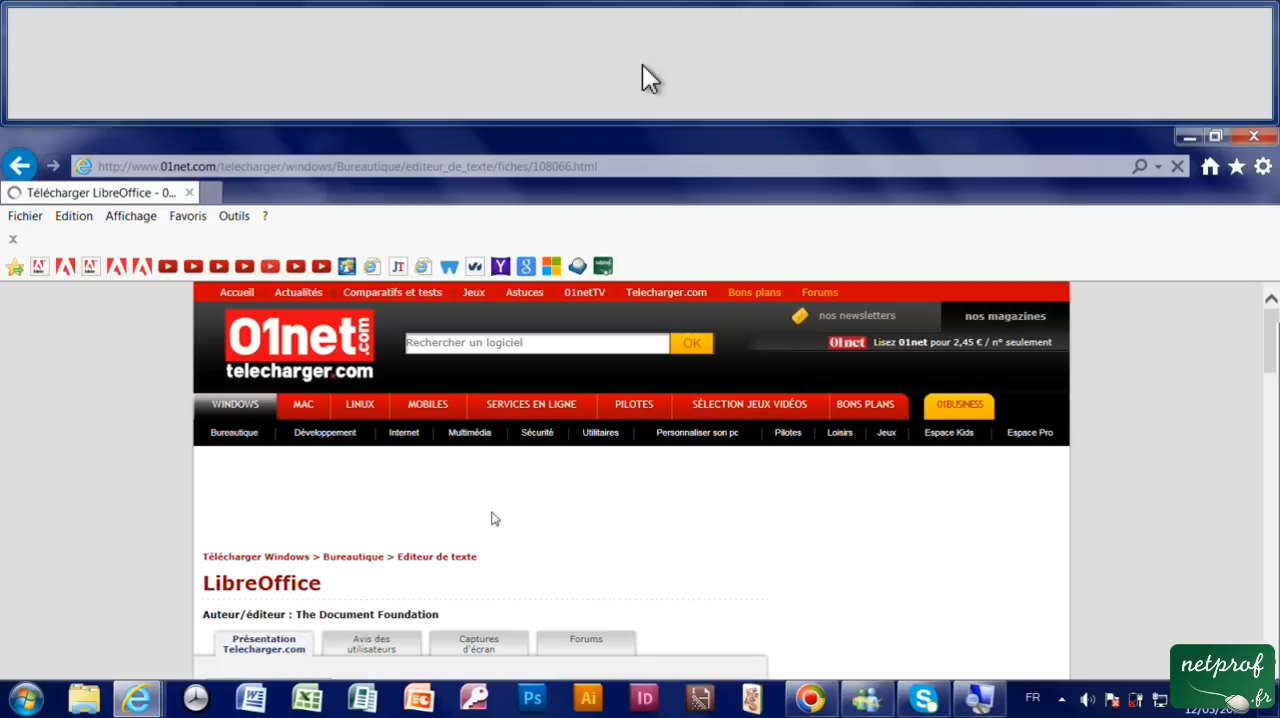 http://www.01net.com/telecharger/windows/Bureautique/editeur_de_texte/fiches/108066.html
Télécharger LibreOffice - 0...
Fichier Edition Affichage Favoris Outils ?
Accueil Actualités Comparatifs et tests Jeux Astuces 01netTV Telecharger.com Bons plans Forums
01net.com
telecharger.com
Rechercher un logiciel OK
nos newsletters nos magazines
01net Lisez 01net pour 2,45 € / n° seulement
WINDOWS MAC LINUX MOBILES SERVICES EN LIGNE PILOTES SÉLECTION JEUX VIDÉOS BONS PLANS 01BUSINESS
Bureautique Développement Internet Multimédia Sécurité Utilitaires Personnaliser son pc Pilotes Loisirs Jeux Espace Kids Espace Pro
Télécharger Windows > Bureautique > Editeur de texte
LibreOffice
Auteur/éditeur : The Document Foundation
Présentation Telecharger.com
Avis des utilisateurs
Captures d'écran
Forums
Ps Ai ID
FR
netprof
.fr